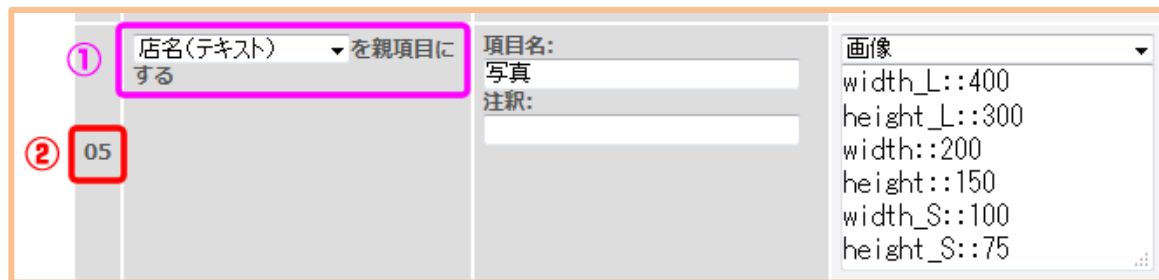 ①
店名(テキスト) を親項目に
する
②
05
項目名:
写真
注釈:
画像
width_L::400
height_L::300
width::200
height::150
width_S::100
height_S::75